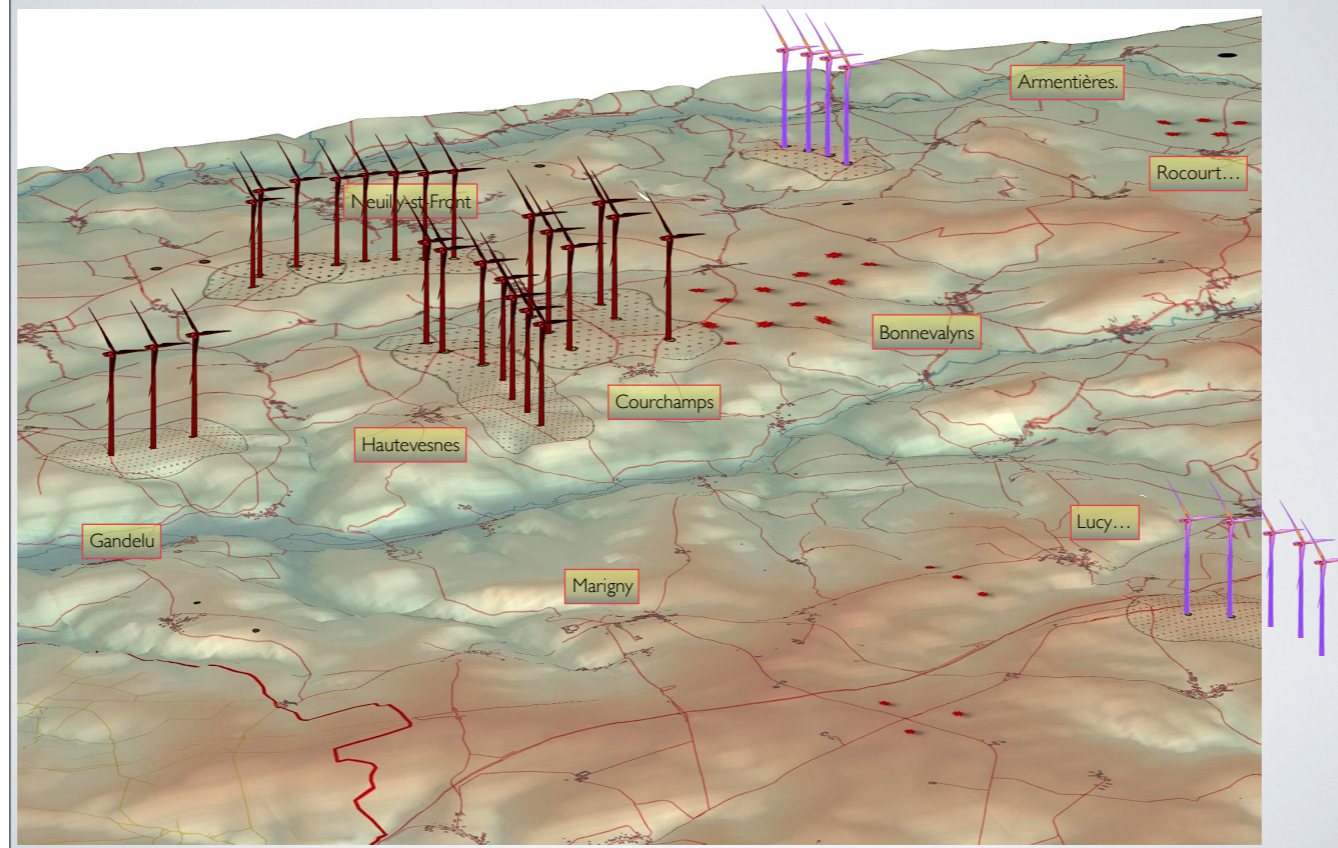 Armentières.
Rocourt…
Neuilly-st-Front
Bonnevalyns
Courchamps
Hautevesnes
Lucy…
Gandelu
Marigny